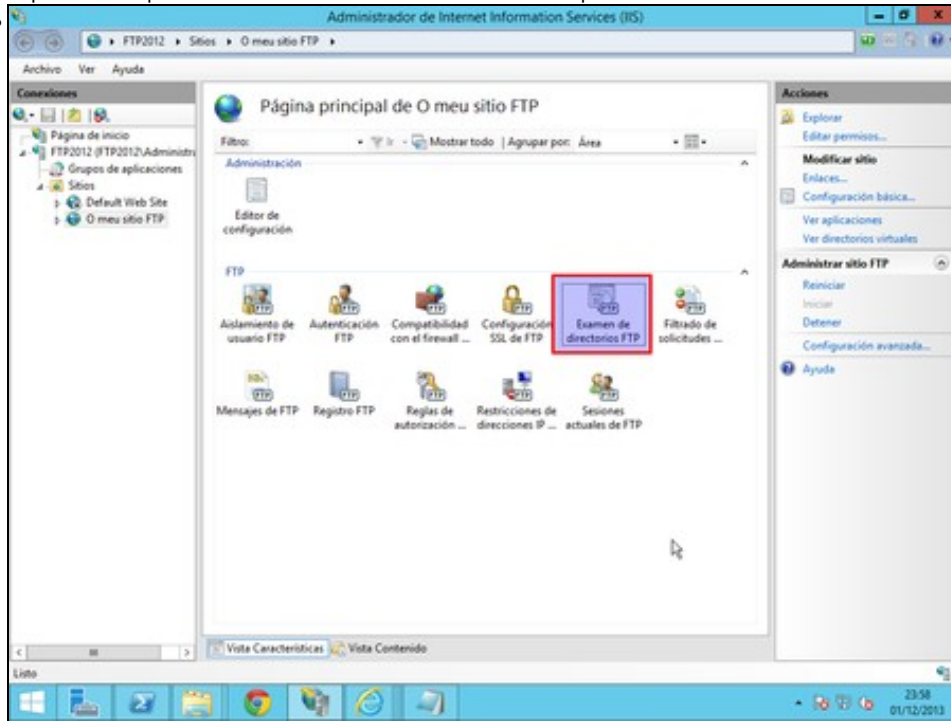 Administrador de Internet Information Services (IIS)
FTP2012 Sitios O meu sitio FTP
Archivo Ver Ayuda
Conexiones
Página de inicio
FTP2012 (FTP2012\Administr
Grupos de aplicaciones
Sitios
Default Web Site
O meu sitio FTP
Página principal de O meu sitio FTP
Filtro: Ir Mostrar todo Agrupar por: Área
Administración
Editor de
configuración
FTP
Aislamiento de
usuario FTP
Autenticación
FTP
Compatibilidad
con el firewall ...
Configuración
SSL de FTP
Examen de
directorios FTP
Filtrado de
solicitudes ...
Mensajes de FTP
Registro FTP
Reglas de
autorización ...
Restricciones de
direcciones IP ...
Sesiones
actuales de FTP
Vista Características Vista Contenido
Acciones
Explorar
Editar permisos...
Modificar sitio
Enlaces...
Configuración básica...
Ver aplicaciones
Ver directorios virtuales
Administrar sitio FTP
Reiniciar
Iniciar
Detener
Configuración avanzada...
Ayuda
Listo
23:58
01/12/2013